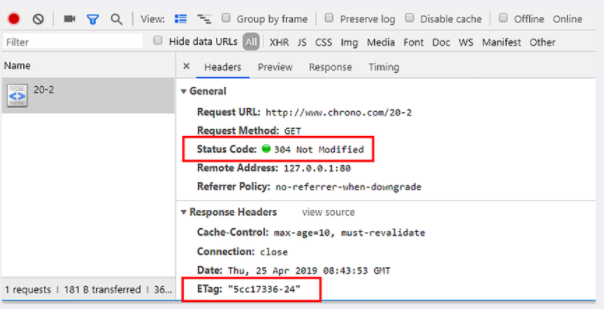 View: Group by frame Preserve log Disable cache Offline Online
Filter Hide data URLs All XHR JS CSS Img Media Font Doc WS Manifest Other
Name × Headers Preview Response Timing
20-2
▼ General
Request URL: http://www.chrono.com/20-2
Request Method: GET
Status Code: 304 Not Modified
Remote Address: 127.0.0.1:80
Referrer Policy: no-referrer-when-downgrade
▼ Response Headers view source
Cache-Control: max-age=10, must-revalidate
Connection: close
Date: Thu, 25 Apr 2019 08:43:53 GMT
1 requests | 181 B transferred | 36... ETag: "5cc17336-24"